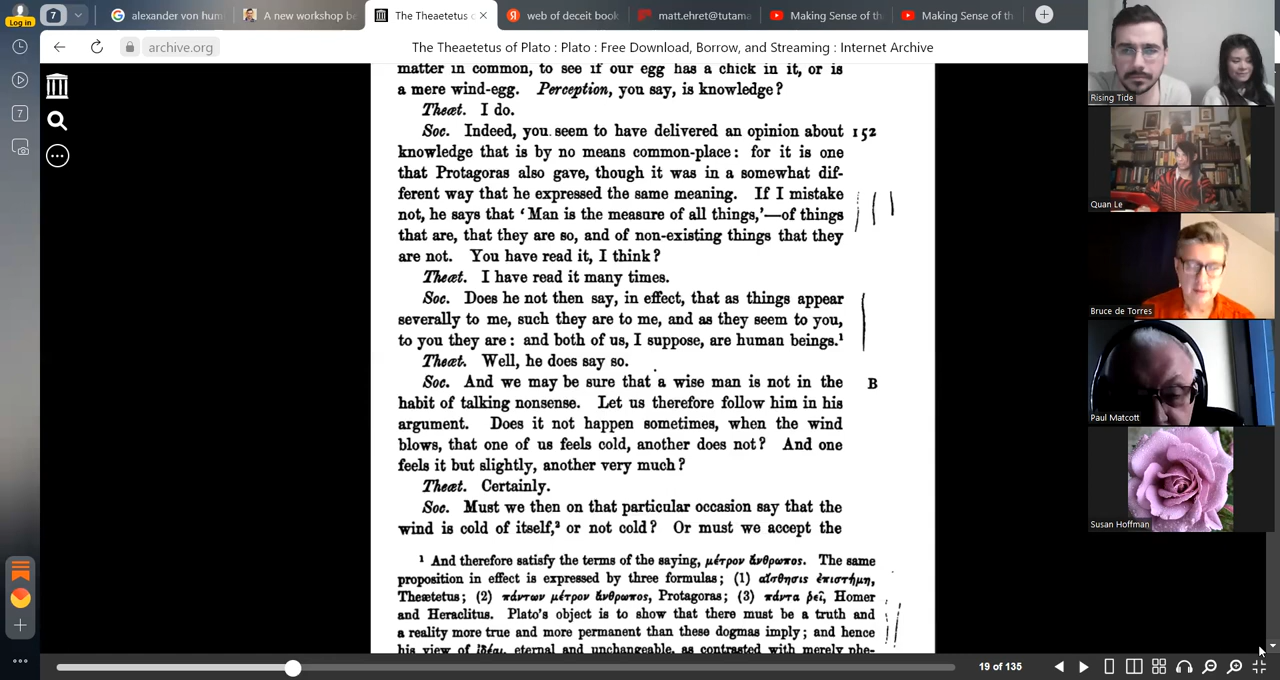 7
alexander von hum
A new workshop be
The Theaetetus o
web of deceit book
matt.ehret@tutama
Making Sense of th
Making Sense of th
Log in
archive.org
The Theaetetus of Plato : Plato : Free Download, Borrow, and Streaming : Internet Archive
7
matter in common, to see if our egg has a chick in it, or is
a mere wind-egg. Perception, you say, is knowledge?
Theæt. I do.
Soc. Indeed, you seem to have delivered an opinion about 152
knowledge that is by no means common-place: for it is one
that Protagoras also gave, though it was in a somewhat dif-
ferent way that he expressed the same meaning. If I mistake
not, he says that ‘Man is the measure of all things,’—of things
that are, that they are so, and of non-existing things that they
are not. You have read it, I think?
Theæt. I have read it many times.
Soc. Does he not then say, in effect, that as things appear
severally to me, such they are to me, and as they seem to you,
to you they are: and both of us, I suppose, are human beings.¹
Theæt. Well, he does say so.
Soc. And we may be sure that a wise man is not in the B
habit of talking nonsense. Let us therefore follow him in his
argument. Does it not happen sometimes, when the wind
blows, that one of us feels cold, another does not? And one
feels it but slightly, another very much?
Theæt. Certainly.
Soc. Must we then on that particular occasion say that the
wind is cold of itself,² or not cold? Or must we accept the
¹ And therefore satisfy the terms of the saying, μέτρον ἄνθρωπος. The same
proposition in effect is expressed by three formulas; (1) αἴσθησις ἐπιστήμη,
Theætetus; (2) πάντων μέτρον ἄνθρωπος, Protagoras; (3) πάντα ῥεῖ, Homer
and Heraclitus. Plato's object is to show that there must be a truth and
a reality more true and more permanent than these dogmas imply; and hence
his view of ἰδέαι, eternal and unchangeable, as contrasted with merely phe-
19 of 135
Rising Tide
Quan Le
Bruce de Torres
Paul Matcott
Susan Hoffman